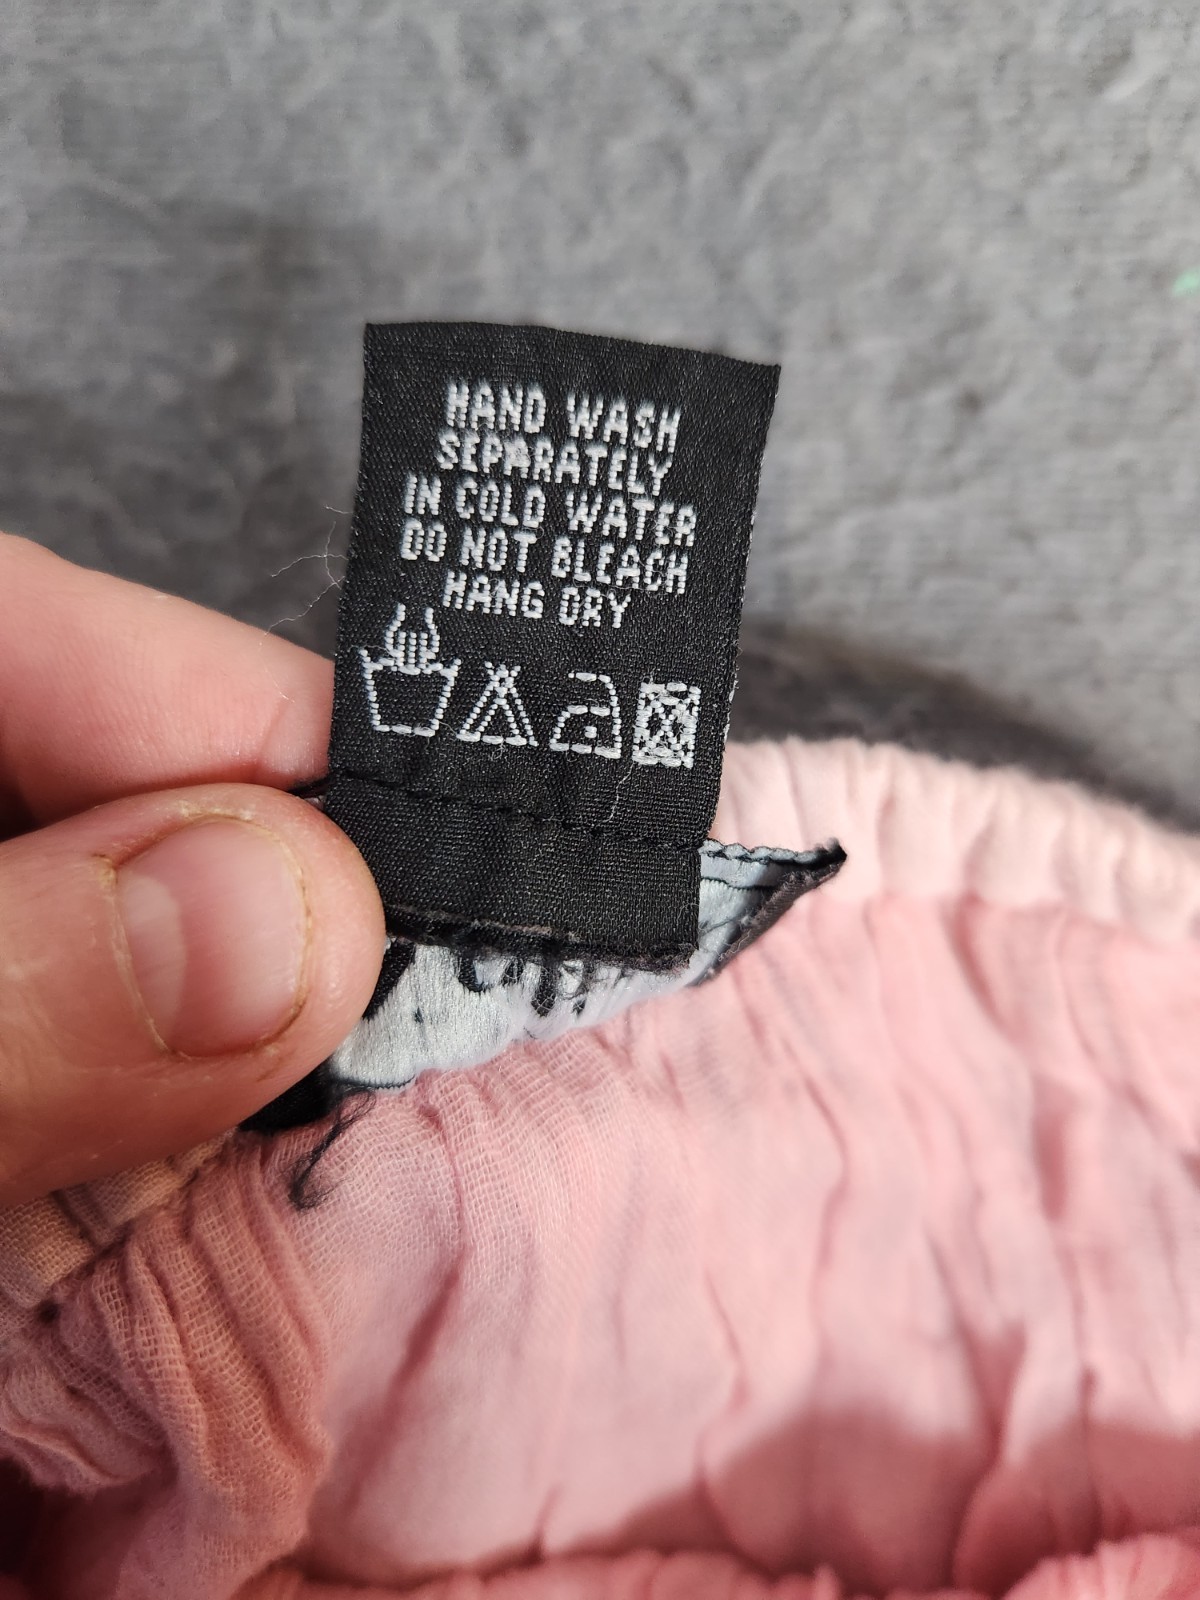 HAND WASH
SEPARATELY
IN COLD WATER
DO NOT BLEACH
HANG DRY